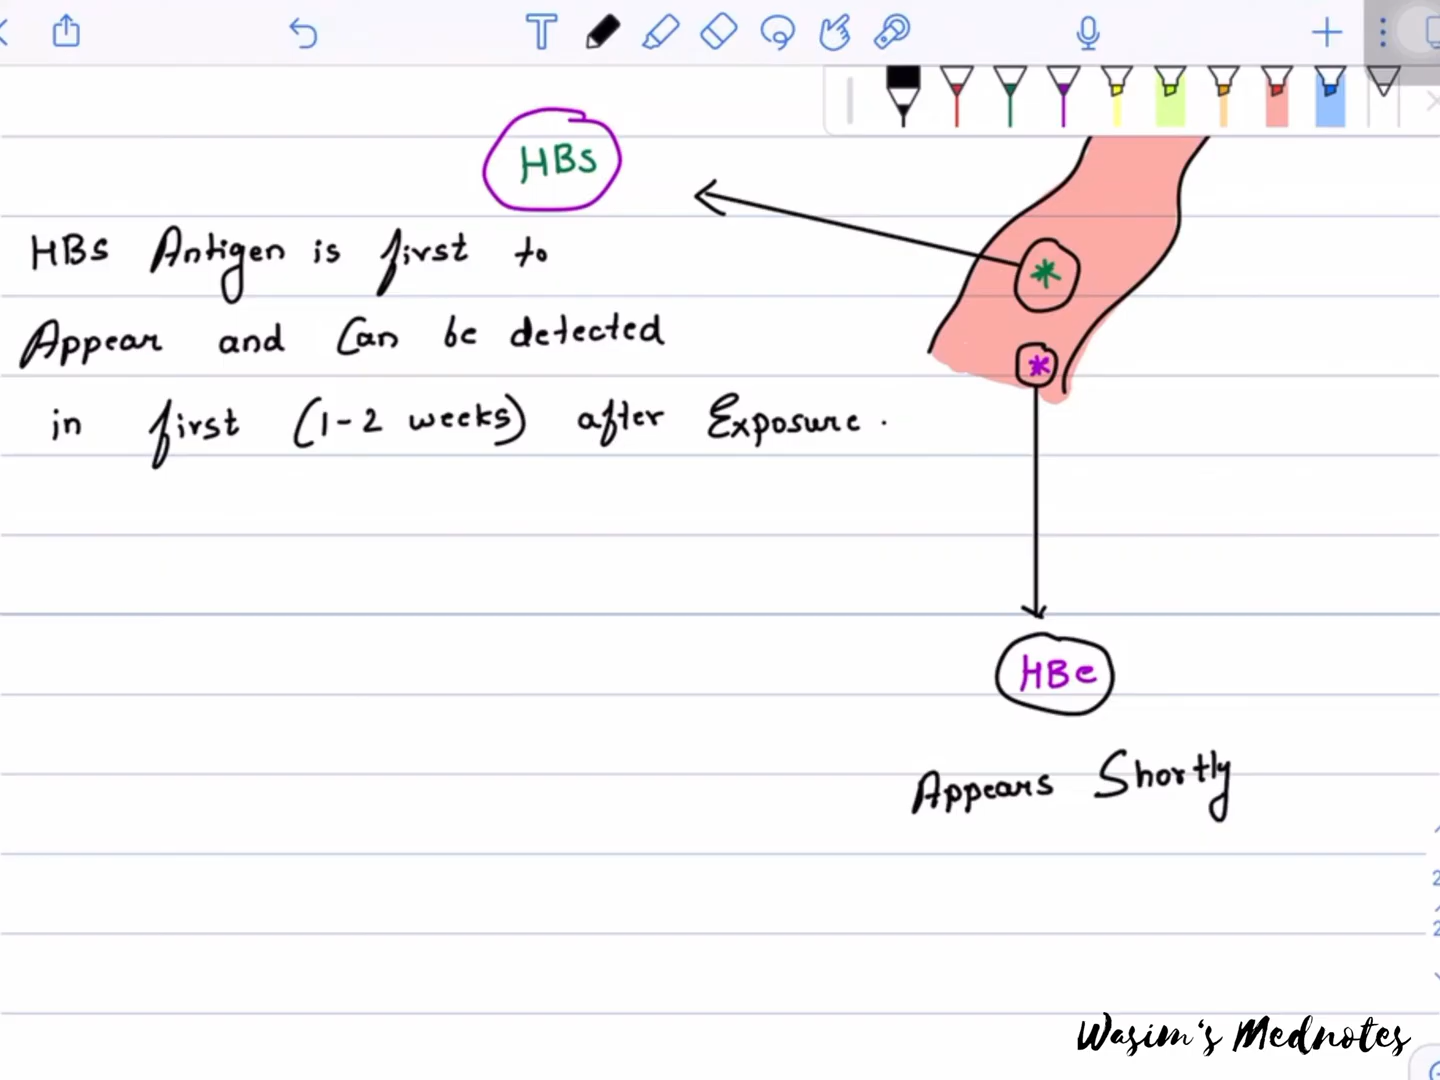 HBs
HBs Antigen is first to
Appear and Can be detected
in first (1-2 weeks) after Exposure.
HBe
Appears Shortly
Wasim's Mednotes